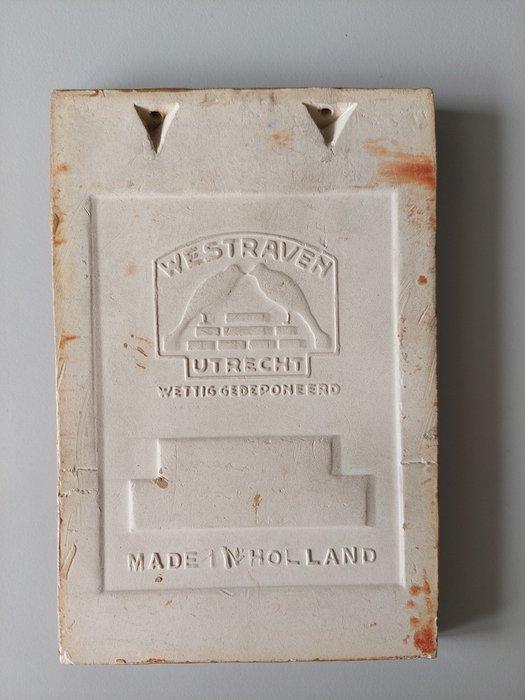 WESTRAVEN
UTRECHT
WETTIG GEDEPONEERD
MADE IN HOLLAND